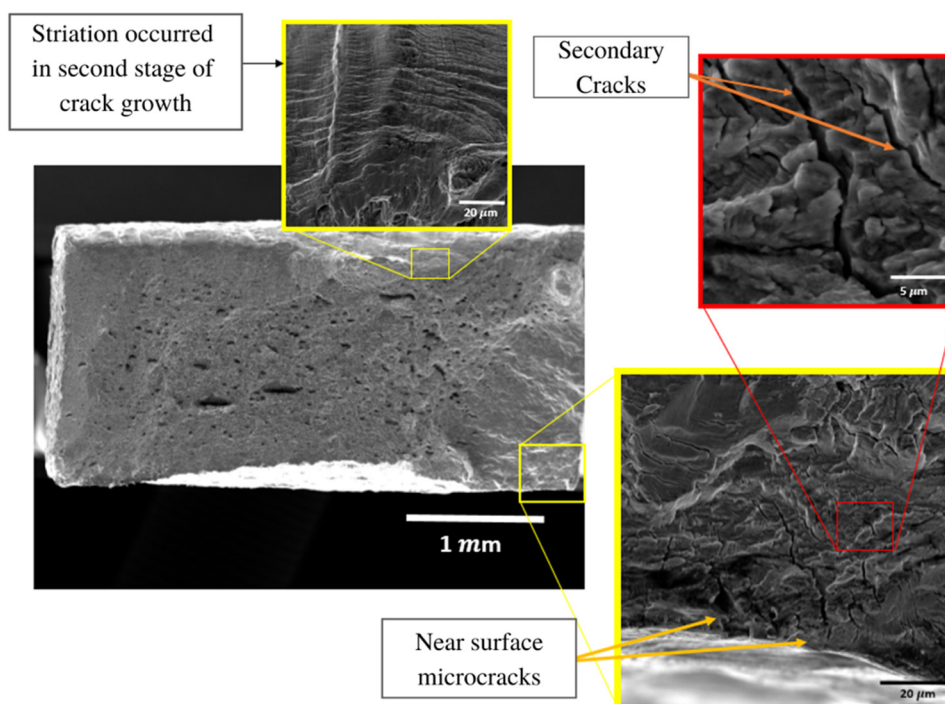 Striation occurred
in second stage of
crack growth
20 μm
Secondary
Cracks
5 μm
1 mm
Near surface
microcracks
20 μm